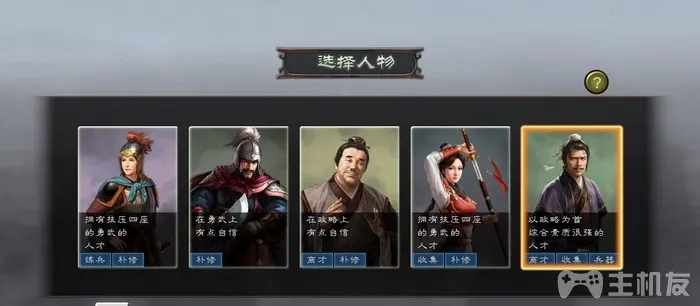 选择人物
?
拥有技压四座
的勇武的
人才
练兵 补修
在勇武上
有点自信
补修
在政略上
有点自信
商才 补修
拥有技压四座
的勇武的
人才
收集 补修
以政略为首
综合素质很强的
人才
商才 收集 兵器
主机友